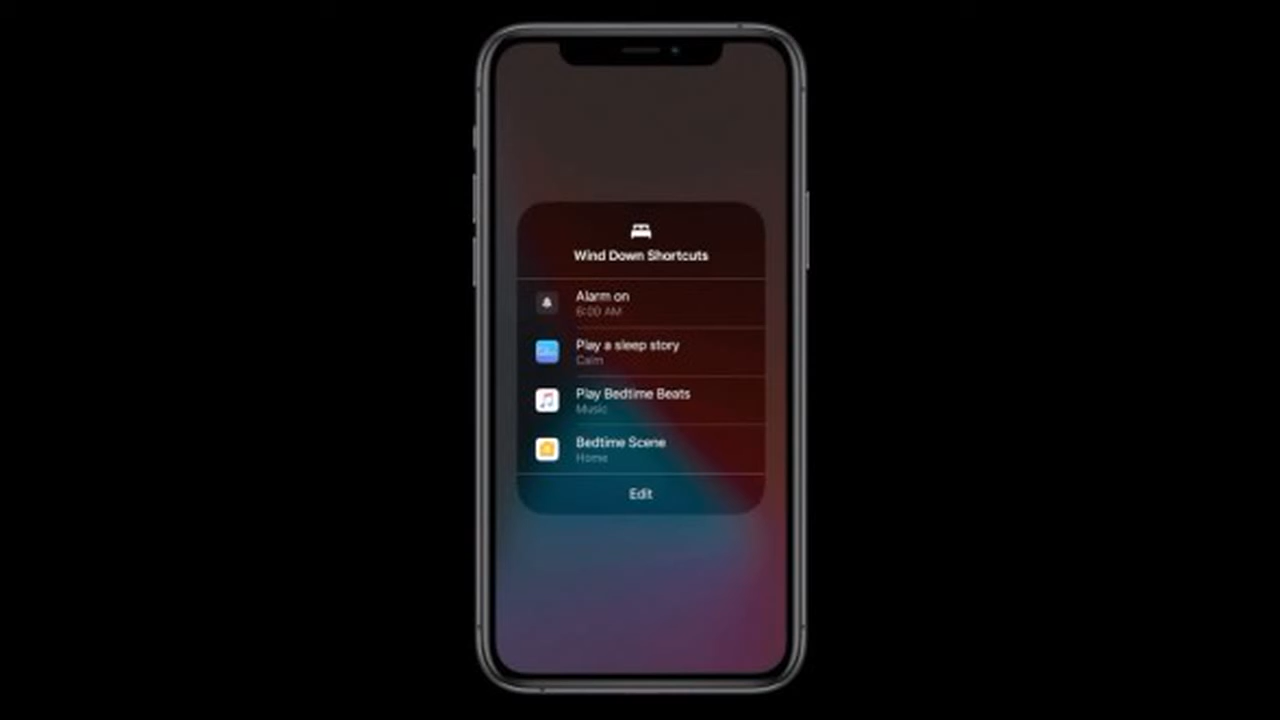 Wind Down Shortcuts
Alarm on
6:00 AM
Play a sleep story
Calm
Play Bedtime Beats
Music
Bedtime Scene
Home
Edit